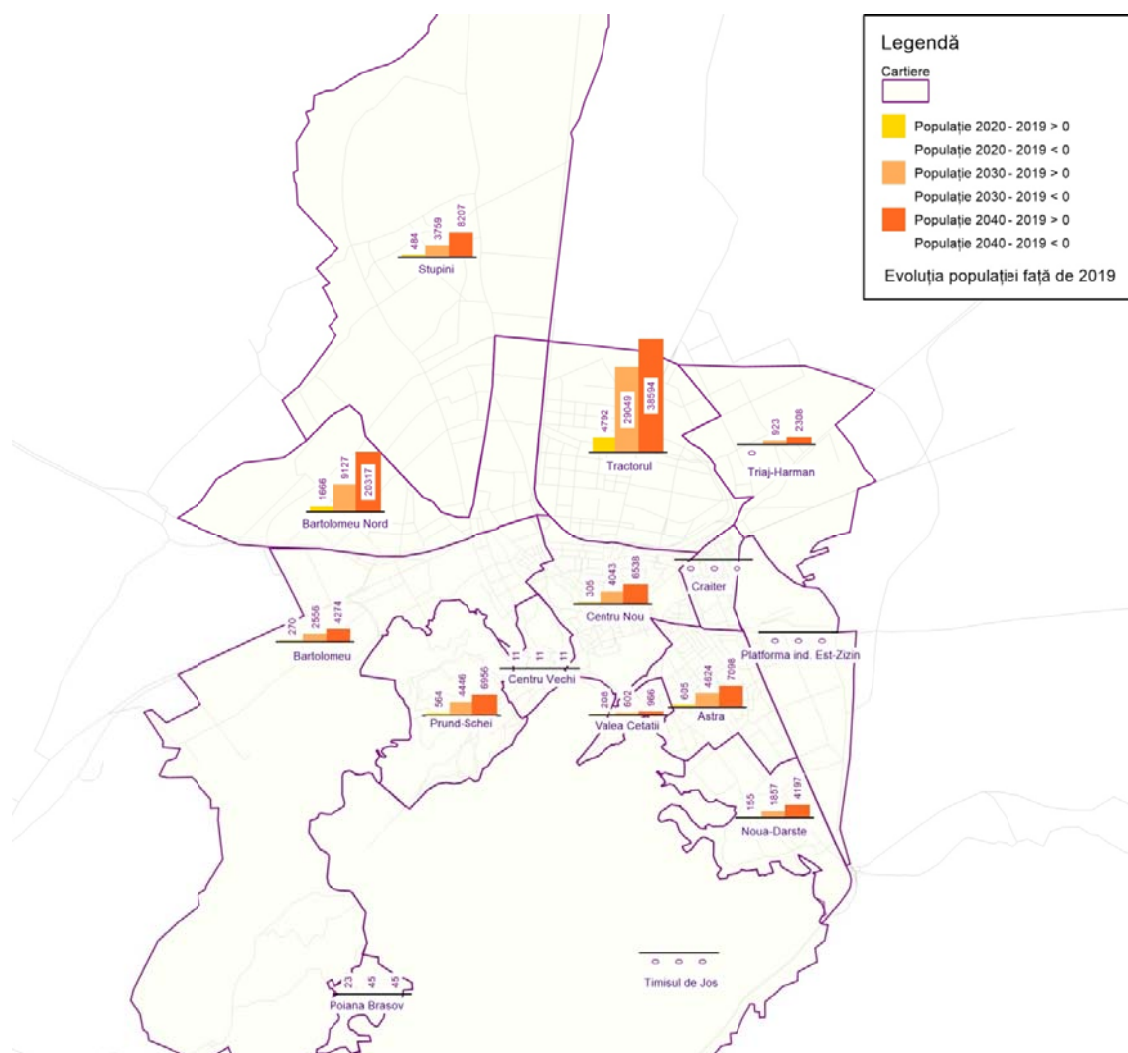 Legendă
Cartiere
Populație 2020 - 2019 > 0
Populație 2020 - 2019 < 0
Populație 2030 - 2019 > 0
Populație 2030 - 2019 < 0
Populație 2040 - 2019 > 0
Populație 2040 - 2019 < 0
Evoluția populației față de 2019
484 3759 8207
Stupini
4792 29049 38594
Tractorul
0 923 2308
Triaj-Harman
1666 9127 20317
Bartolomeu Nord
0 0 0
Craiter
305 4043 6538
Centru Nou
270 2556 4274
Bartolomeu
0 0 0
Platforma ind. Est-Zizin
11 11 11
Centru Vechi
564 4446 6956
Prund-Schei
208 602 966
Valea Cetatii
605 4624 7098
Astra
155 1857 4197
Noua-Darste
0 0 0
Timisul de Jos
23 45 45
Poiana Brasov